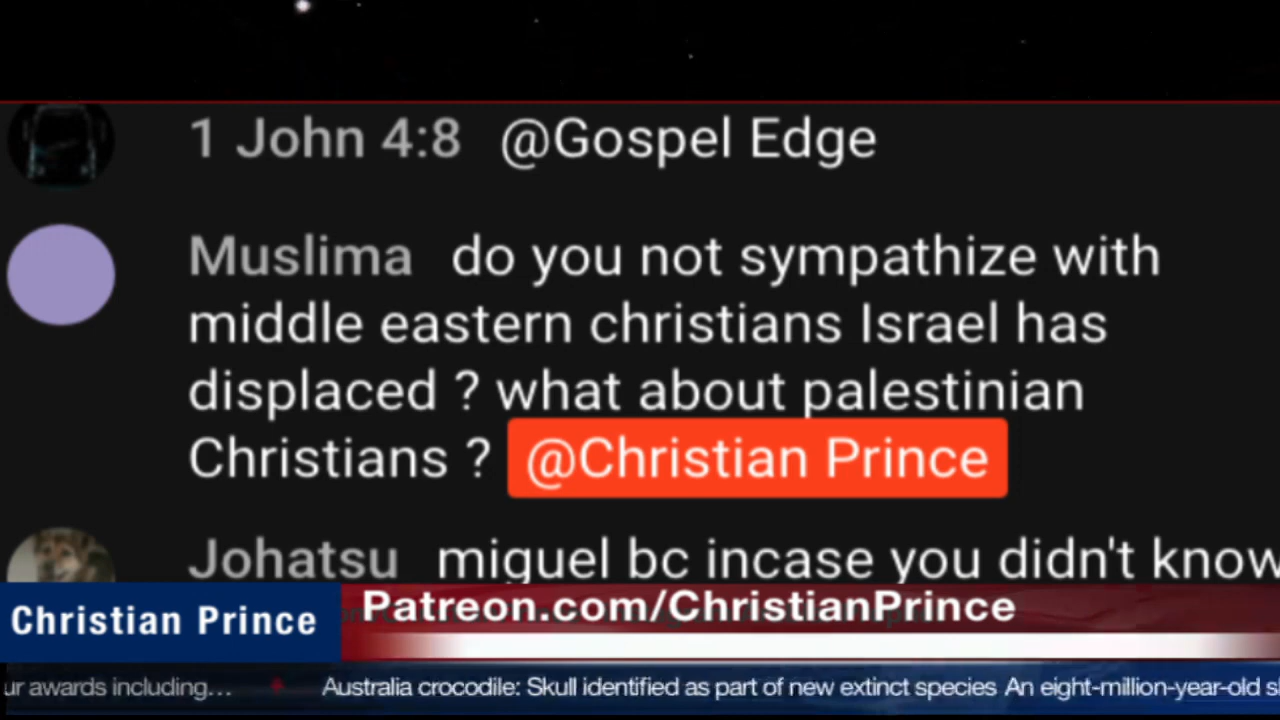 1 John 4:8 @Gospel Edge
Muslima do you not sympathize with
middle eastern christians Israel has
displaced ? what about palestinian
Christians ? @Christian Prince
Johatsu miguel bc incase you didn't know
Christian Prince
Patreon.com/ChristianPrince
ur awards including... Australia crocodile: Skull identified as part of new extinct species An eight-million-year-old s